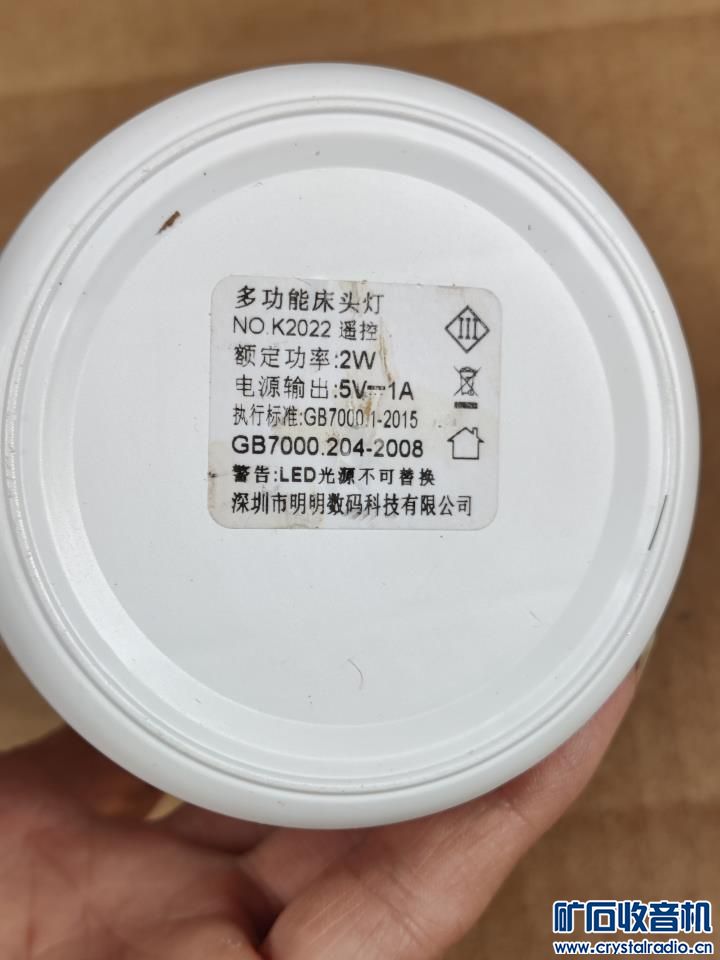 多功能床头灯
NO.K2022 遥控
额定功率:2W
电源输出:5V⎓1A
执行标准:GB7000.1-2015
GB7000.204-2008
警告:LED光源不可替换
深圳市明明数码科技有限公司
III
矿石收音机
www.crystalradio.cn